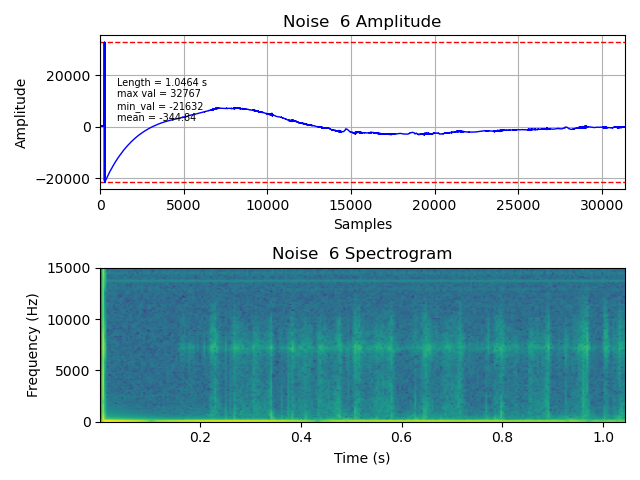 Noise  6 Amplitude
20000
0
−20000
Amplitude
Length = 1.0464 s
max val = 32767
min_val = -21632
mean = -344.84
0
5000
10000
15000
20000
25000
30000
Samples
Noise  6 Spectrogram
15000
10000
5000
0
Frequency (Hz)
0.2
0.4
0.6
0.8
1.0
Time (s)